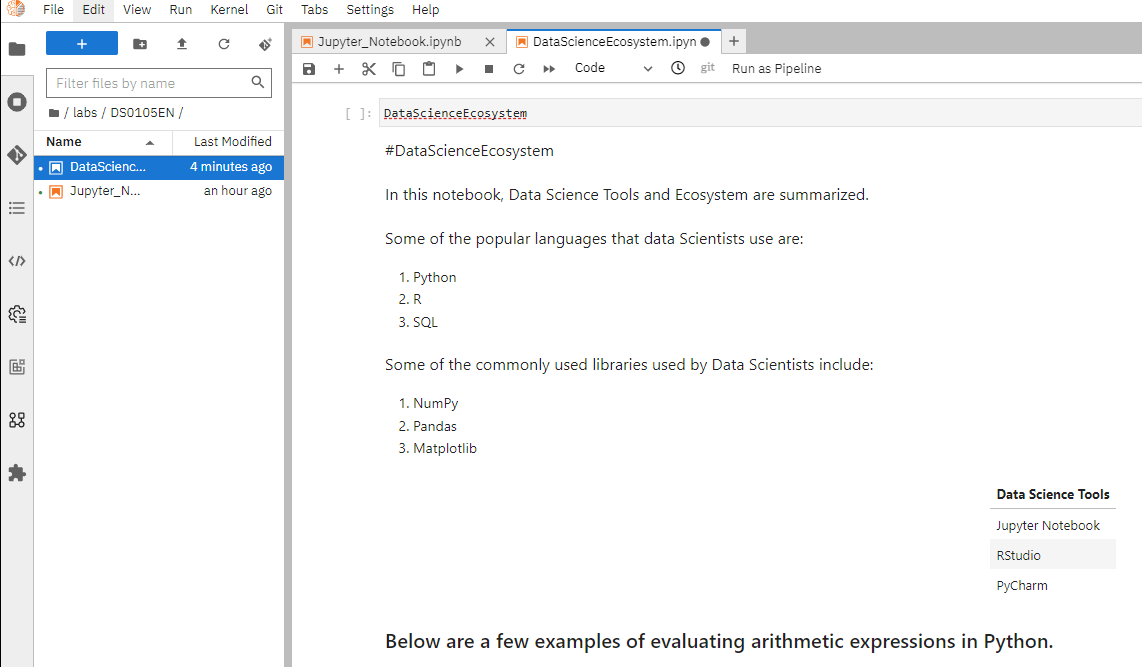 File Edit View Run Kernel Git Tabs Settings Help
+
Filter files by name
/ labs / DS0105EN /
Name Last Modified
DataScienc... 4 minutes ago
Jupyter_N... an hour ago
Jupyter_Notebook.ipynb × DataScienceEcosystem.ipyn ● +
Code git Run as Pipeline
[ ]: DataScienceEcosystem
#DataScienceEcosystem
In this notebook, Data Science Tools and Ecosystem are summarized.
Some of the popular languages that data Scientists use are:
1. Python
2. R
3. SQL
Some of the commonly used libraries used by Data Scientists include:
1. NumPy
2. Pandas
3. Matplotlib
Data Science Tools
Jupyter Notebook
RStudio
PyCharm
Below are a few examples of evaluating arithmetic expressions in Python.